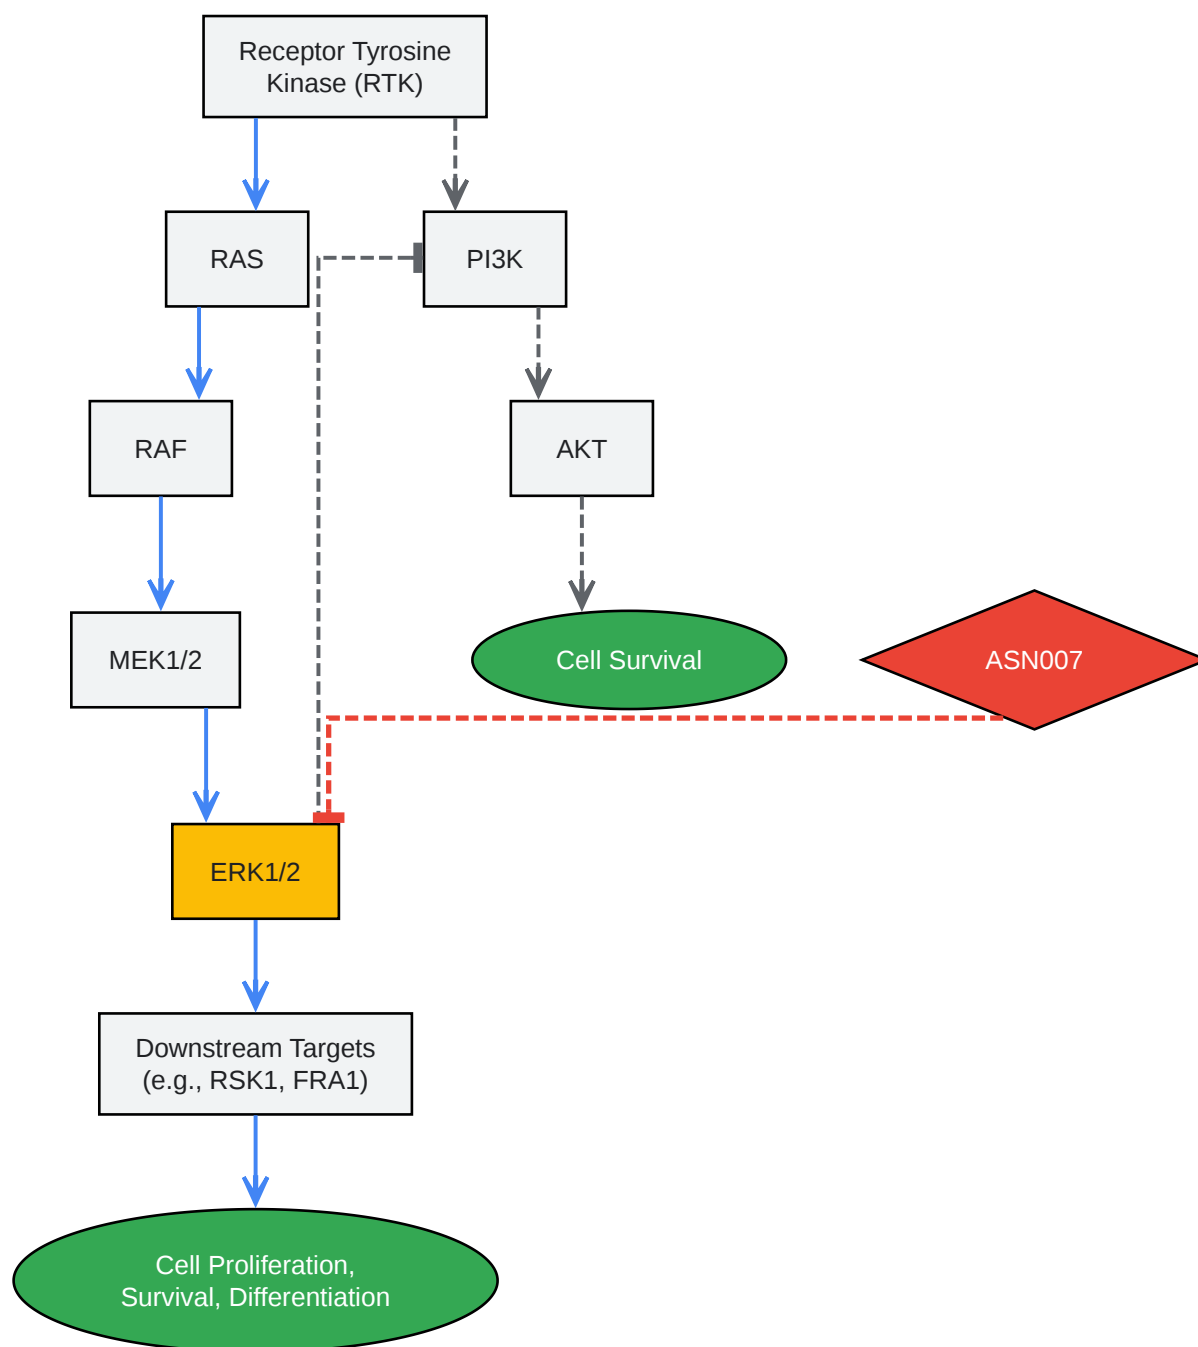 Receptor Tyrosine
Kinase (RTK)
RAS
PI3K
RAF
AKT
MEK1/2
Cell Survival
ASN007
ERK1/2
Downstream Targets
(e.g., RSK1, FRA1)
Cell Proliferation,
Survival, Differentiation